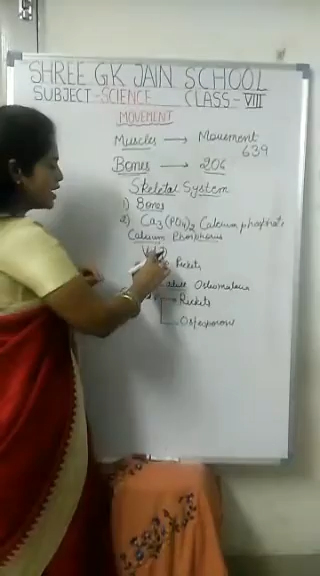 SHREE GK JAIN SCHOOL
SUBJECT-SCIENCE CLASS-VIII
MOVEMENT
Muscles → Movement
639
Bones → 206
Skeletal System
1) Bones
2) Ca3(PO4)2 Calcium phosphate
Calcium Phosphorus
Rickets
Osteomalacia
Rickets